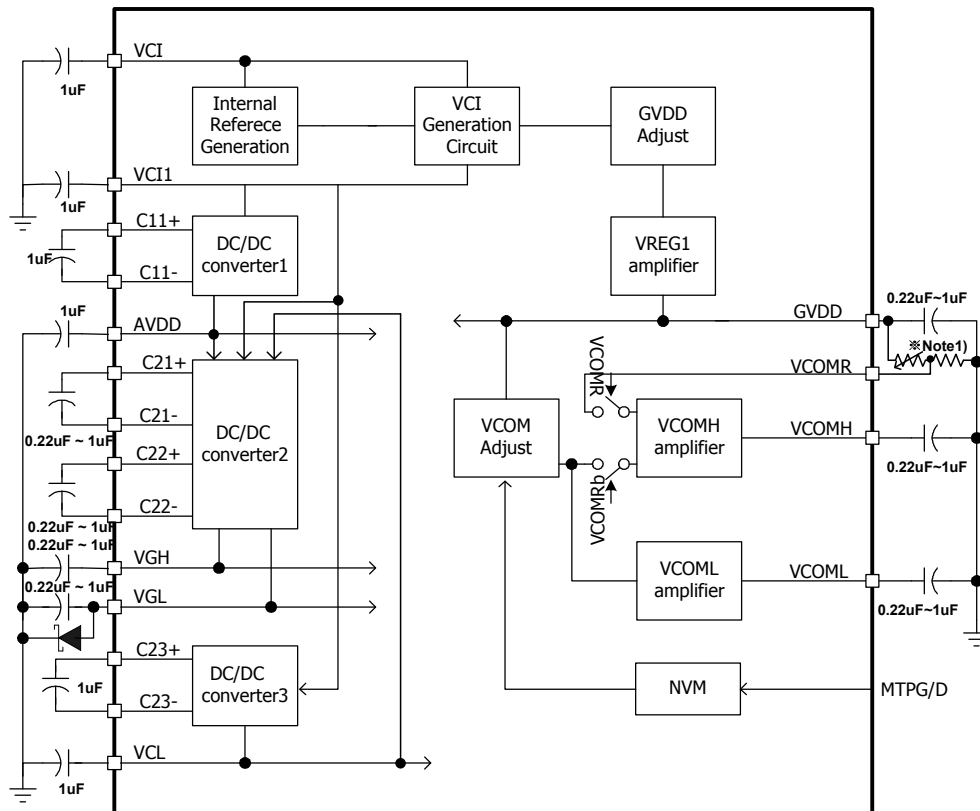 VCI
1uF
Internal
Referece
Generation
VCI
Generation
Circuit
GVDD
Adjust
VCI1
1uF
C11+
1uF
C11-
DC/DC
converter1
VREG1
amplifier
1uF
AVDD
GVDD
0.22uF~1uF
※Note1)
C21+
C21-
0.22uF ~ 1uF
C22+
C22-
0.22uF ~ 1uF
DC/DC
converter2
VCOMR
VCOMR
VCOM
Adjust
VCOMH
amplifier
VCOMH
0.22uF~1uF
VCOMRb
0.22uF ~ 1uF
VGH
0.22uF ~ 1uF
VGL
VCOML
amplifier
VCOML
0.22uF~1uF
C23+
1uF
C23-
DC/DC
converter3
NVM
MTPG/D
VCL
1uF